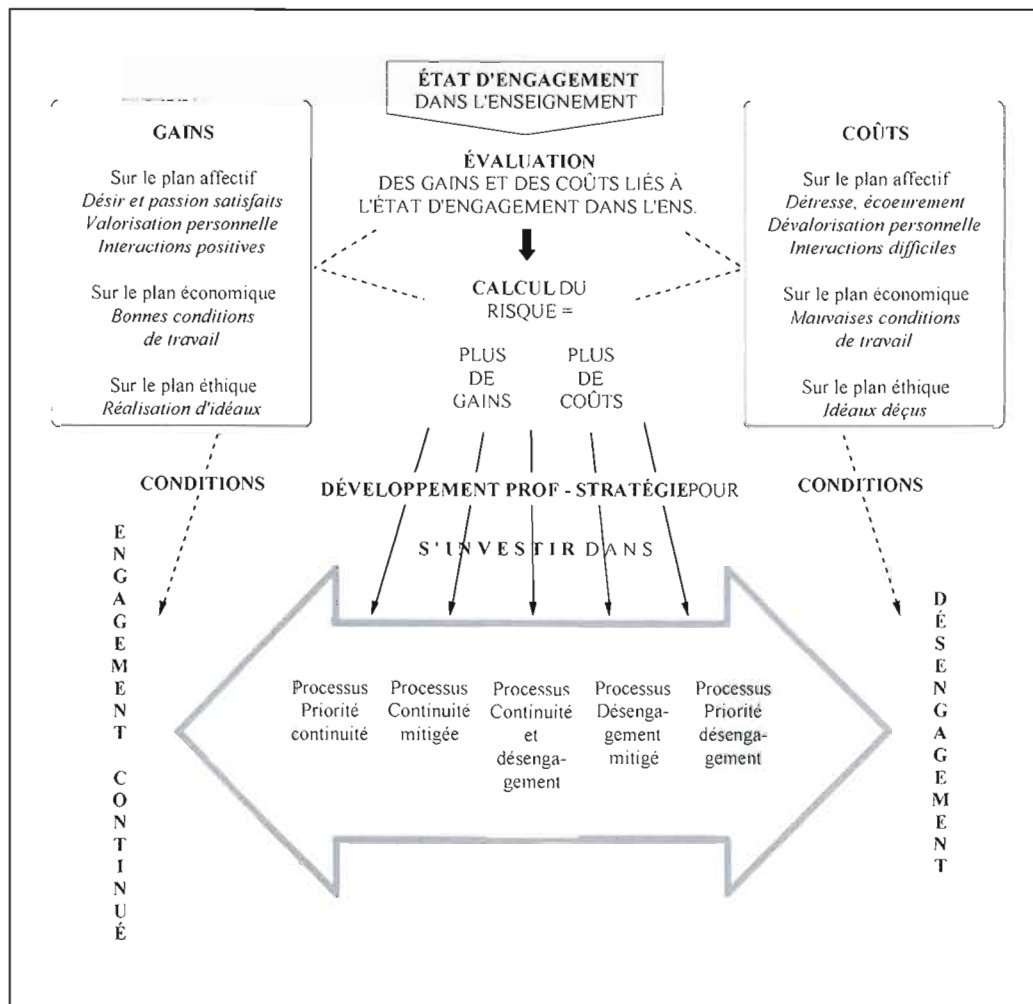 ÉTAT D'ENGAGEMENT
DANS L'ENSEIGNEMENT
GAINS
Sur le plan affectif
Désir et passion satisfaits
Valorisation personnelle
Interactions positives
Sur le plan économique
Bonnes conditions
de travail
Sur le plan éthique
Réalisation d'idéaux
ÉVALUATION
DES GAINS ET DES COÛTS LIÉS À
L'ÉTAT D'ENGAGEMENT DANS L'ENS.
CALCUL DU
RISQUE =
PLUS
DE
GAINS
PLUS
DE
COÛTS
COÛTS
Sur le plan affectif
Détresse, écoeurement
Dévalorisation personnelle
Interactions difficiles
Sur le plan économique
Mauvaises conditions
de travail
Sur le plan éthique
Idéaux déçus
CONDITIONS
DÉVELOPPEMENT PROF - STRATÉGIE POUR
CONDITIONS
S'INVESTIR DANS
ENGAGEMENT CONTINUÉ
Processus
Priorité
continuité
Processus
Continuité
mitigée
Processus
Continuité
et
désenga-
gement
Processus
Désenga-
gement
mitigé
Processus
Priorité
désenga-
gement
DÉSENGAGEMENT